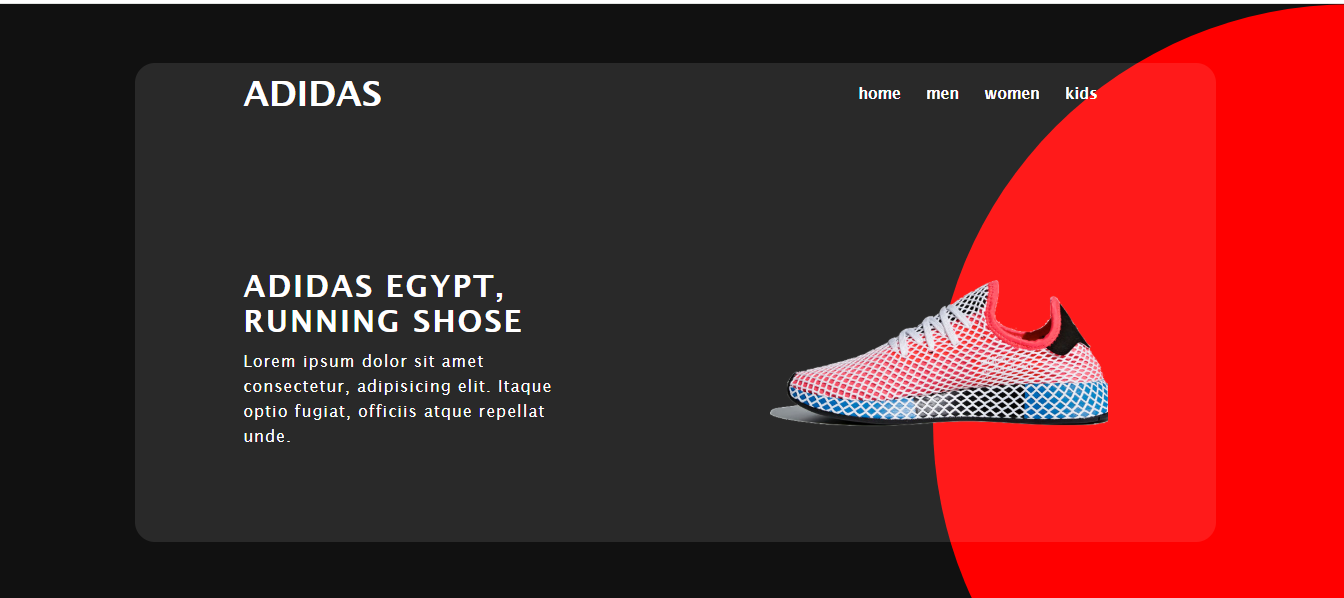 ADIDAS
home men women kids
ADIDAS EGYPT,
RUNNING SHOSE
Lorem ipsum dolor sit amet
consectetur, adipisicing elit. Itaque
optio fugiat, officiis atque repellat
unde.